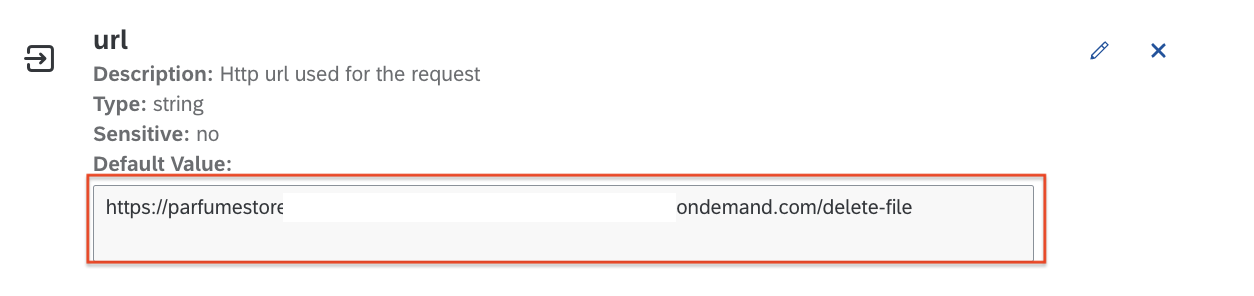 url
Description: Http url used for the request
Type: string
Sensitive: no
Default Value:
https://parfumestore ondemand.com/delete-file